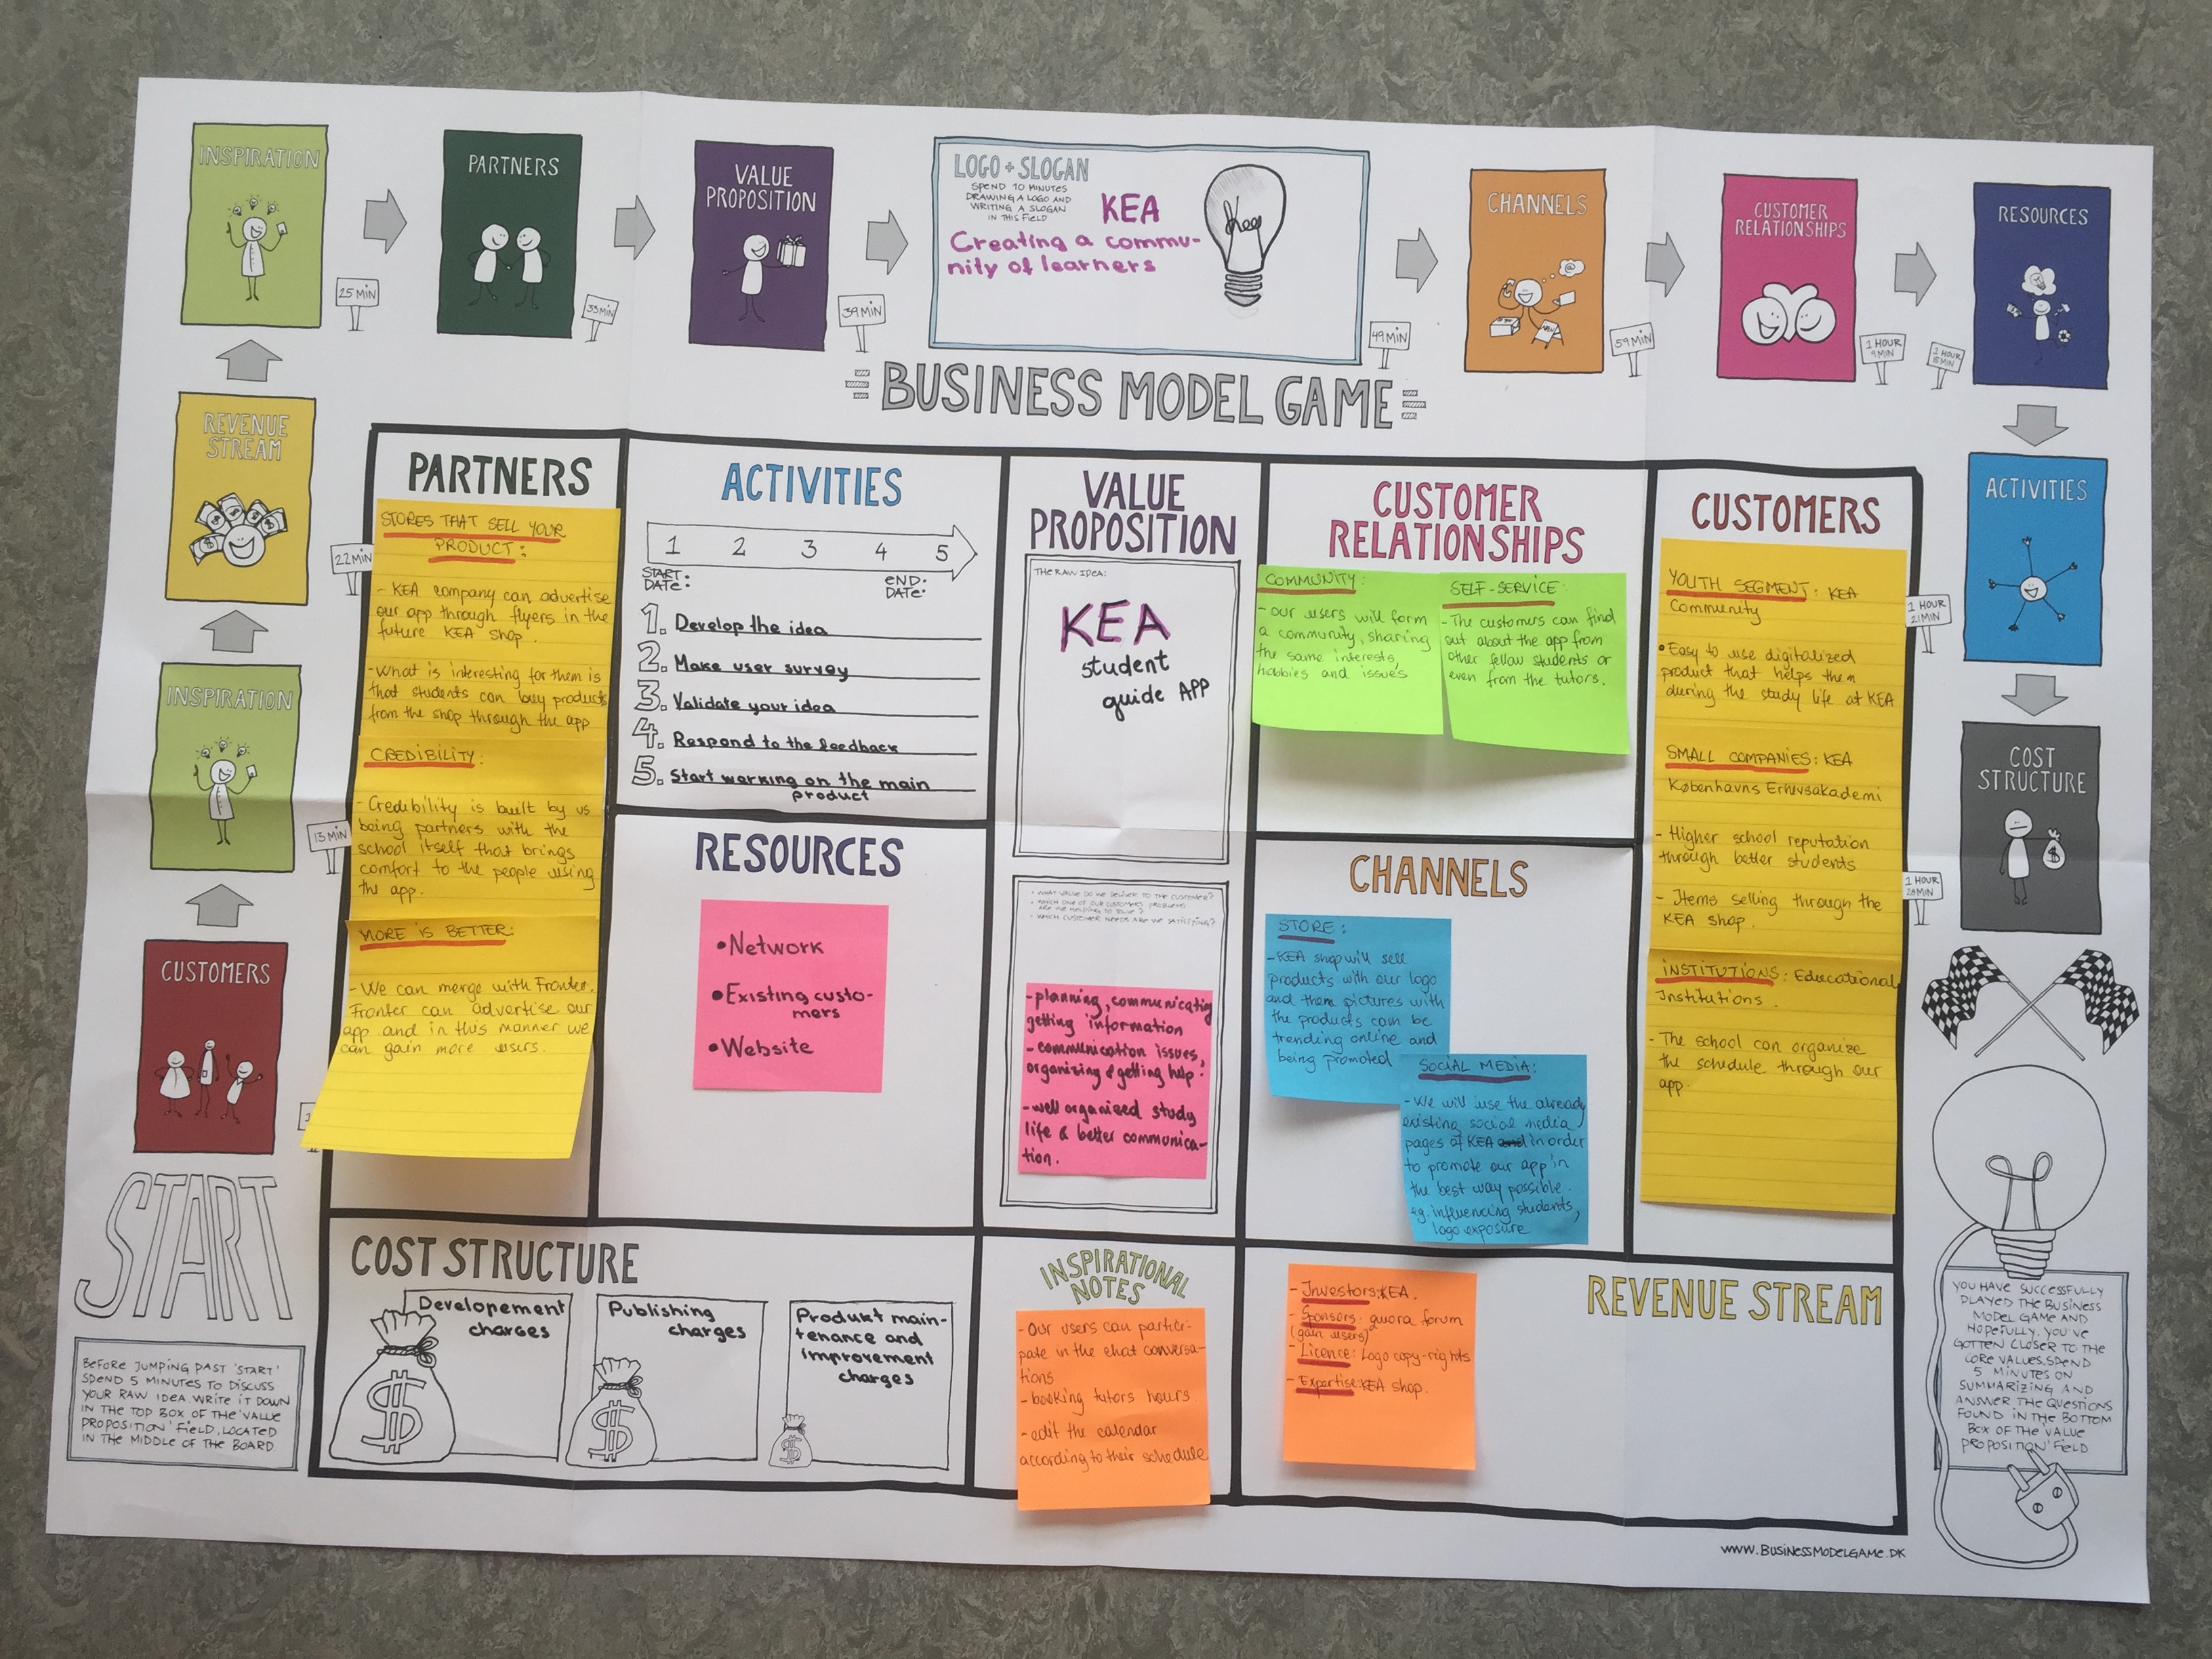 INSPIRATION
25 MIN
PARTNERS
33 MIN
VALUE
PROPOSITION
39 MIN
LOGO + SLOGAN
SPEND 10 MINUTES
DRAWING A LOGO AND
WRITING A SLOGAN
IN THIS FIELD
KEA
Creating a commu-
nity of learners
Kea
49 MIN
CHANNELS
59 MIN
CUSTOMER
RELATIONSHIPS
1 HOUR
9 MIN
1 HOUR
15 MIN
RESOURCES
BUSINESS MODEL GAME
REVENUE
STREAM
22 MIN
INSPIRATION
13 MIN
CUSTOMERS
START
BEFORE JUMPING PAST 'START'
SPEND 5 MINUTES TO DISCUSS
YOUR RAW IDEA. WRITE IT DOWN
IN THE TOP BOX OF THE 'VALUE
PROPOSITION' FIELD, LOCATED
IN THE MIDDLE OF THE BOARD
PARTNERS
STORES THAT SELL YOUR
PRODUCT:
- KEA company can advertise
our app through flyers in the
future KEA shop.
- What is interesting for them is
that students can buy products
from the shop through the app
CREDIBILITY:
- Credibility is built by us
being partners with the
school itself that brings
comfort to the people using
the app.
MORE IS BETTER:
- We can merge with Fronter.
Fronter can advertise our
app and in this manner we
can gain more users.
ACTIVITIES
1 2 3 4 5
START DATE:
END DATE:
1. Develop the idea
2. Make user survey
3. Validate your idea
4. Respond to the feedback
5. Start working on the main
product
RESOURCES
• Network
• Existing custo-
mers
• Website
VALUE
PROPOSITION
THE RAW IDEA:
KEA
student
guide APP
• WHAT VALUE DO WE DELIVER TO THE CUSTOMER?
• WHICH ONE OF OUR CUSTOMERS PROBLEMS
ARE WE HELPING TO SOLVE?
• WHICH CUSTOMER NEEDS ARE WE SATISFYING?
- planning, communicating
getting information
- communication issues,
organizing & getting help.
- well organized study
life & better communica-
tion.
CUSTOMER
RELATIONSHIPS
COMMUNITY:
- our users will form
a community, sharing
the same interests,
hobbies and issues
SELF-SERVICE:
- The customers can find
out about the app from
other fellow students or
even from the tutors.
CHANNELS
STORE:
- KEA shop will sell
products with our logo
and them pictures with
the products can be
trending online and
being promoted
SOCIAL MEDIA:
- We will use the already
existing social media
pages of KEA and in order
to promote our app in
the best way possible.
eg. influencing students,
logo exposure
CUSTOMERS
YOUTH SEGMENT: KEA
Community
• Easy to use digitalized
product that helps them
during the study life at KEA
SMALL COMPANIES: KEA
Københavns Erhvsakademi
- Higher school reputation
through better students
- Items selling through the
KEA shop.
INSTITUTIONS: Educational
Institutions.
- The school can organize
the schedule through our
app.
COST STRUCTURE
Developement
charges
Publishing
charges
Produkt main-
tenance and
improvement
charges
INSPIRATIONAL
NOTES
- Our users can partici-
pate in the chat conversa-
tions
- booking tutors hours
- edit the calendar
according to their schedule
REVENUE STREAM
- Investors: KEA.
- Sponsors: quora forum
(gain users)
- Licence: Logo copy-rights
- Expertise: KEA shop.
ACTIVITIES
1 HOUR
21 MIN
COST
STRUCTURE
1 HOUR
28 MIN
YOU HAVE SUCCESSFULLY
PLAYED THE BUSINESS
MODEL GAME AND
HOPEFULLY, YOU'VE
GOTTEN CLOSER TO THE
CORE VALUES. SPEND
5 MINUTES ON
SUMMARIZING AND
ANSWER THE QUESTIONS
FOUND IN THE BOTTOM
BOX OF THE 'VALUE
PROPOSITION' FIELD
WWW.BUSINESSMODELGAME.DK